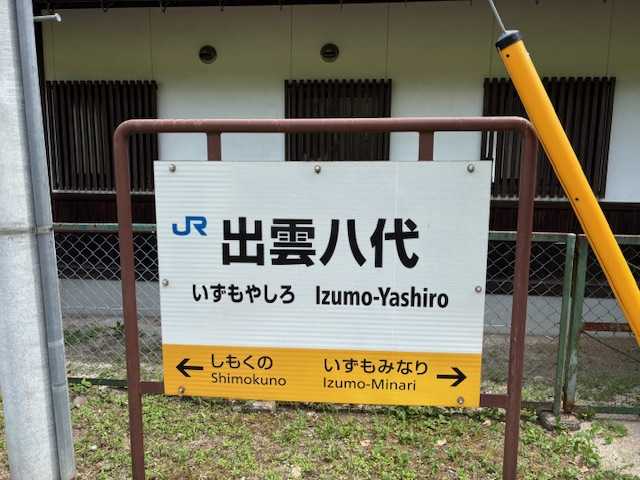 JR 出雲八代
いずもやしろ Izumo-Yashiro
← しもくの いずもみなり →
Shimokuno Izumo-Minari